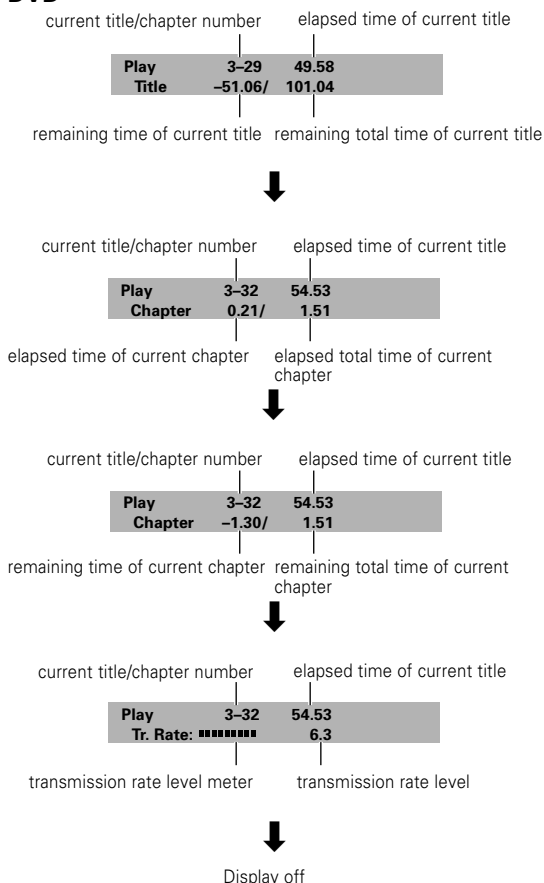 DVD
current title/chapter number elapsed time of current title
Play 3–29 49.58
Title –51.06/ 101.04
remaining time of current title remaining total time of current title
current title/chapter number elapsed time of current title
Play 3–32 54.53
Chapter 0.21/ 1.51
elapsed time of current chapter elapsed total time of current
chapter
current title/chapter number elapsed time of current title
Play 3–32 54.53
Chapter –1.30/ 1.51
remaining time of current chapter remaining total time of current
chapter
current title/chapter number elapsed time of current title
Play 3–32 54.53
Tr. Rate: 6.3
transmission rate level meter transmission rate level
Display off